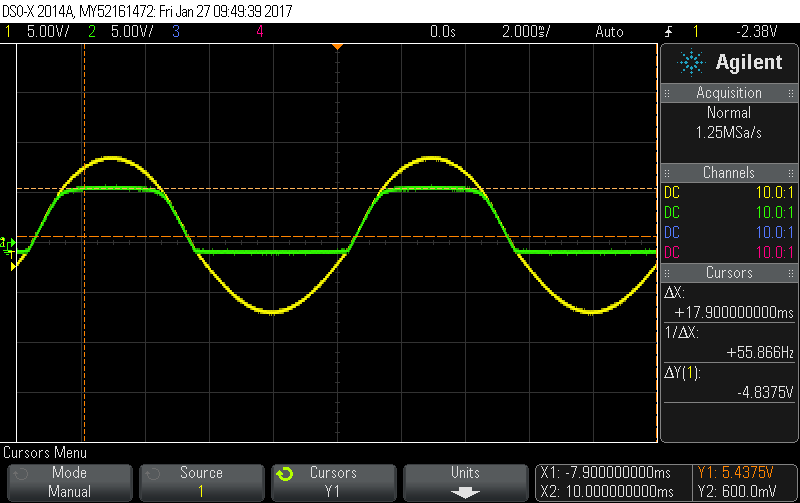 DSO-X 2014A, MY52161472: Fri Jan 27 09:49:39 2017
1 5.00V/ 2 5.00V/ 3 4 0.0s 2.000s/ Auto 1 -2.38V
Agilent
Acquisition
Normal
1.25MSa/s
Channels
DC 10.0:1
DC 10.0:1
DC 10.0:1
DC 10.0:1
Cursors
ΔX:
+17.900000000ms
1/ΔX:
+55.866Hz
ΔY(1):
-4.8375V
Cursors Menu
Mode
Manual
Source
1
Cursors
Y1
Units
X1: -7.900000000ms
X2: 10.000000000ms
Y1: 5.4375V
Y2: 600.0mV